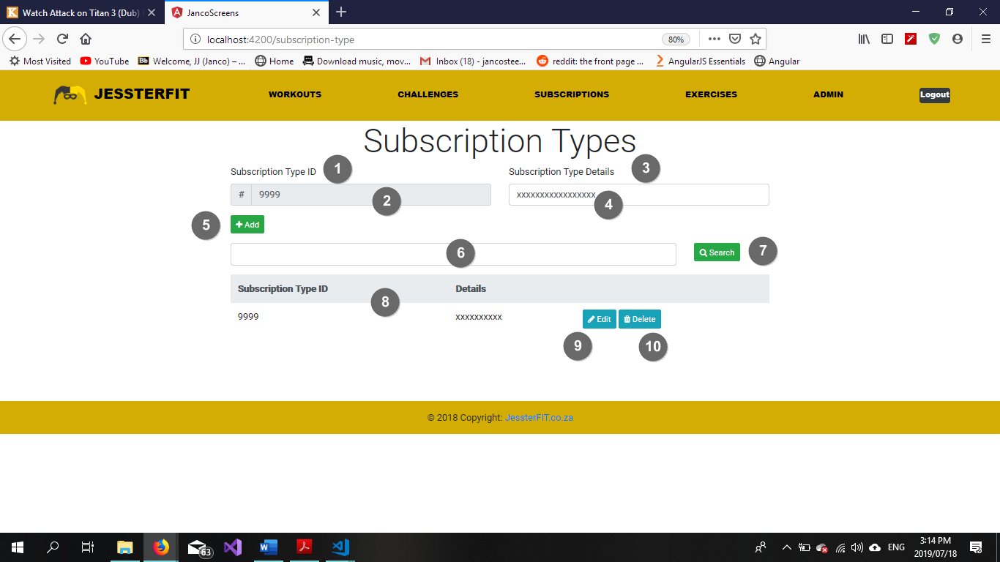 Watch Attack on Titan 3 (Dub)
JancoScreens
localhost:4200/subscription-type
80%
Most Visited
YouTube
Bb Welcome, JJ (Janco) – ...
Home
Download music, mov...
Inbox (18) - jancostee...
reddit: the front page ...
AngularJS Essentials
Angular
JESSTERFIT
WORKOUTS
CHALLENGES
SUBSCRIPTIONS
EXERCISES
ADMIN
Logout
Subscription Types
Subscription Type ID
1
Subscription Type Details
3
# 9999
2
xxxxxxxxxxxxxxxxx
4
5
Add
6
Search
7
Subscription Type ID
8
Details
9999
xxxxxxxxxx
Edit
Delete
9
10
© 2018 Copyright: JessterFIT.co.za
63
ENG
3:14 PM
2019/07/18